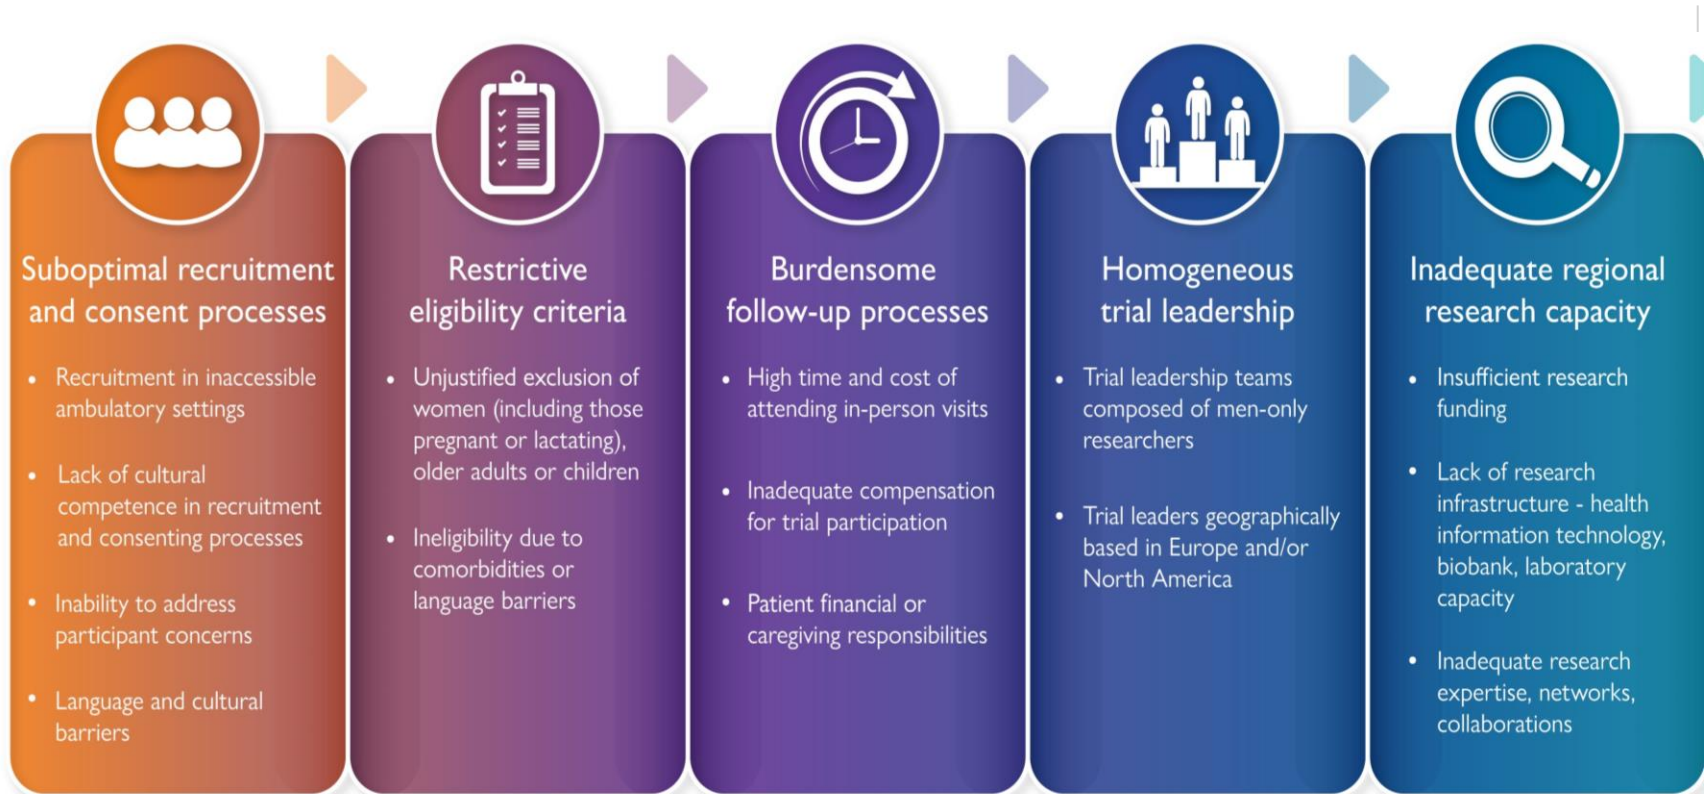 Suboptimal recruitment
and consent processes
• Recruitment in inaccessible
ambulatory settings
• Lack of cultural
competence in recruitment
and consenting processes
• Inability to address
participant concerns
• Language and cultural
barriers
Restrictive
eligibility criteria
• Unjustified exclusion of
women (including those
pregnant or lactating),
older adults or children
• Ineligibility due to
comorbidities or
language barriers
Burdensome
follow-up processes
• High time and cost of
attending in-person visits
• Inadequate compensation
for trial participation
• Patient financial or
caregiving responsibilities
Homogeneous
trial leadership
• Trial leadership teams
composed of men-only
researchers
• Trial leaders geographically
based in Europe and/or
North America
Inadequate regional
research capacity
• Insufficient research
funding
• Lack of research
infrastructure - health
information technology,
biobank, laboratory
capacity
• Inadequate research
expertise, networks,
collaborations